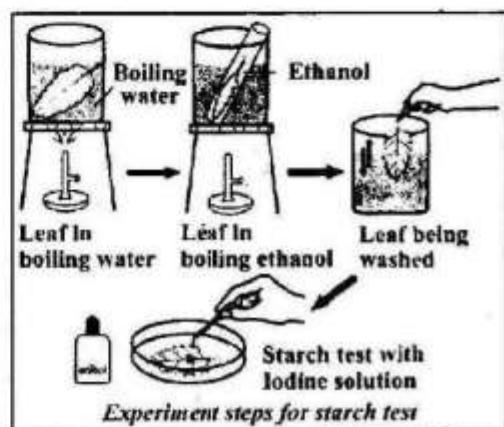 Boiling
water
Ethanol
Leaf in
boiling water
Leaf in
boiling ethanol
Leaf being
washed
Starch test with
Iodine solution
Experiment steps for starch test